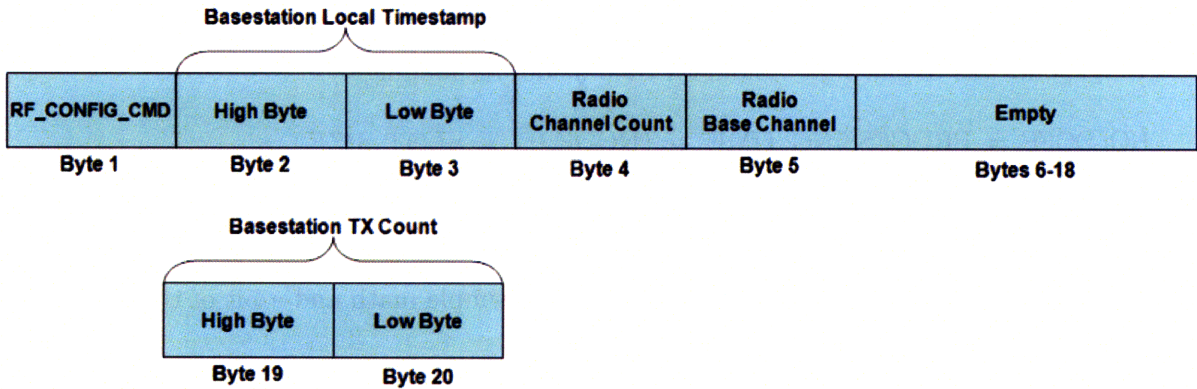 Basestation Local Timestamp
RF_CONFIG_CMD
High Byte
Low Byte
Radio
Channel Count
Radio
Base Channel
Empty
Byte 1
Byte 2
Byte 3
Byte 4
Byte 5
Bytes 6-18
Basestation TX Count
High Byte
Low Byte
Byte 19
Byte 20